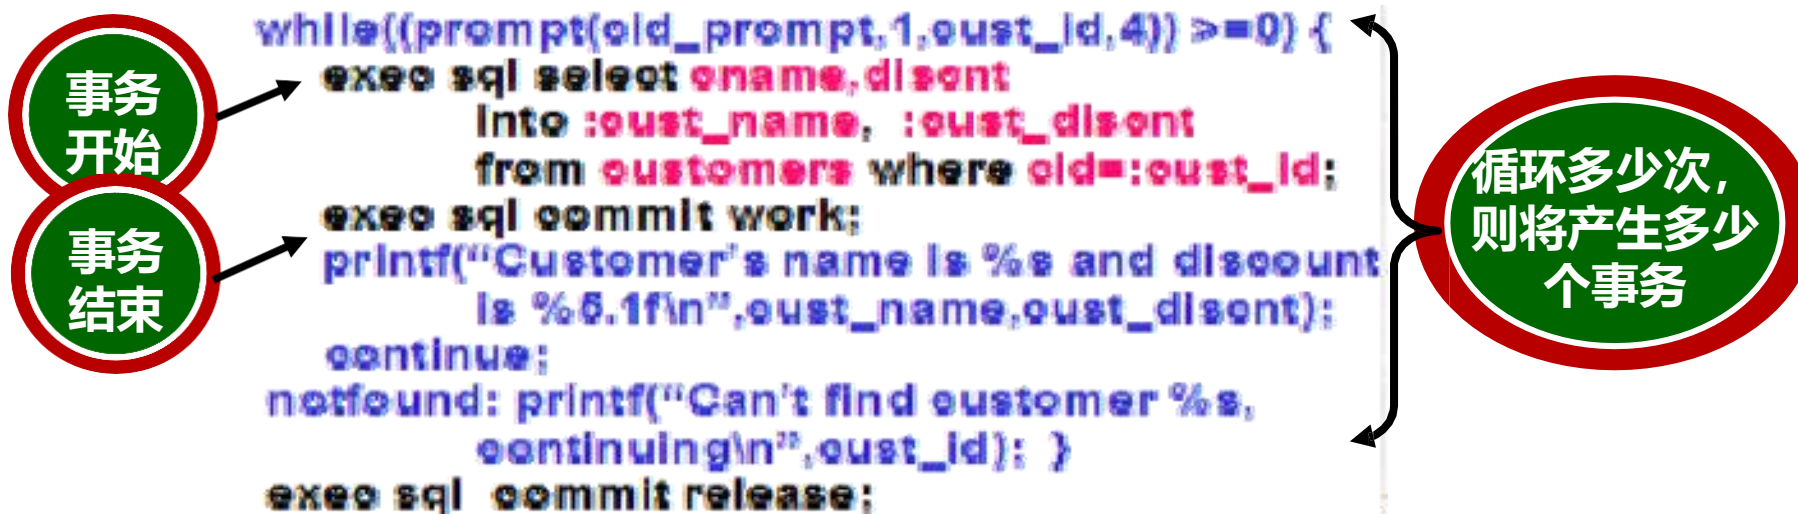 while((prompt(cid_prompt,1,cust_id,4)) >=0) {
exec sql select cname,discnt
into :cust_name, :cust_discnt
from customers where cid=:cust_id;
exec sql commit work;
printf("Customer's name is %s and discount
is %5.1f\n",cust_name,cust_discnt);
continue;
notfound: printf("Can't find customer %s,
continuing\n",cust_id); }
exec sql commit release;
事务
开始
事务
结束
循环多少次，
则将产生多少
个事务